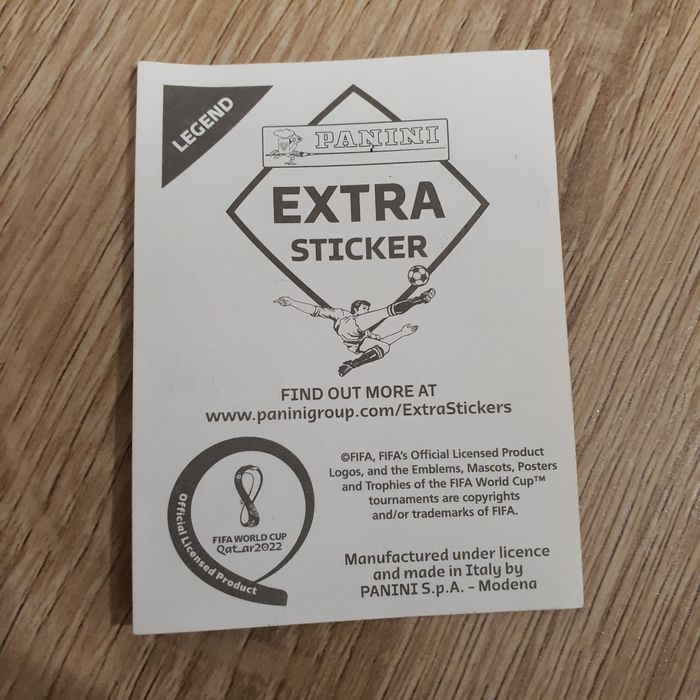 LEGEND
PANINI
EXTRA
STICKER
FIND OUT MORE AT
www.paninigroup.com/ExtraStickers
©FIFA, FIFA's Official Licensed Product
Logos, and the Emblems, Mascots, Posters
and Trophies of the FIFA World Cup™
tournaments are copyrights
and/or trademarks of FIFA.
FIFA WORLD CUP
Qat_ar2022
Official Licensed Product
Manufactured under licence
and made in Italy by
PANINI S.p.A. - Modena